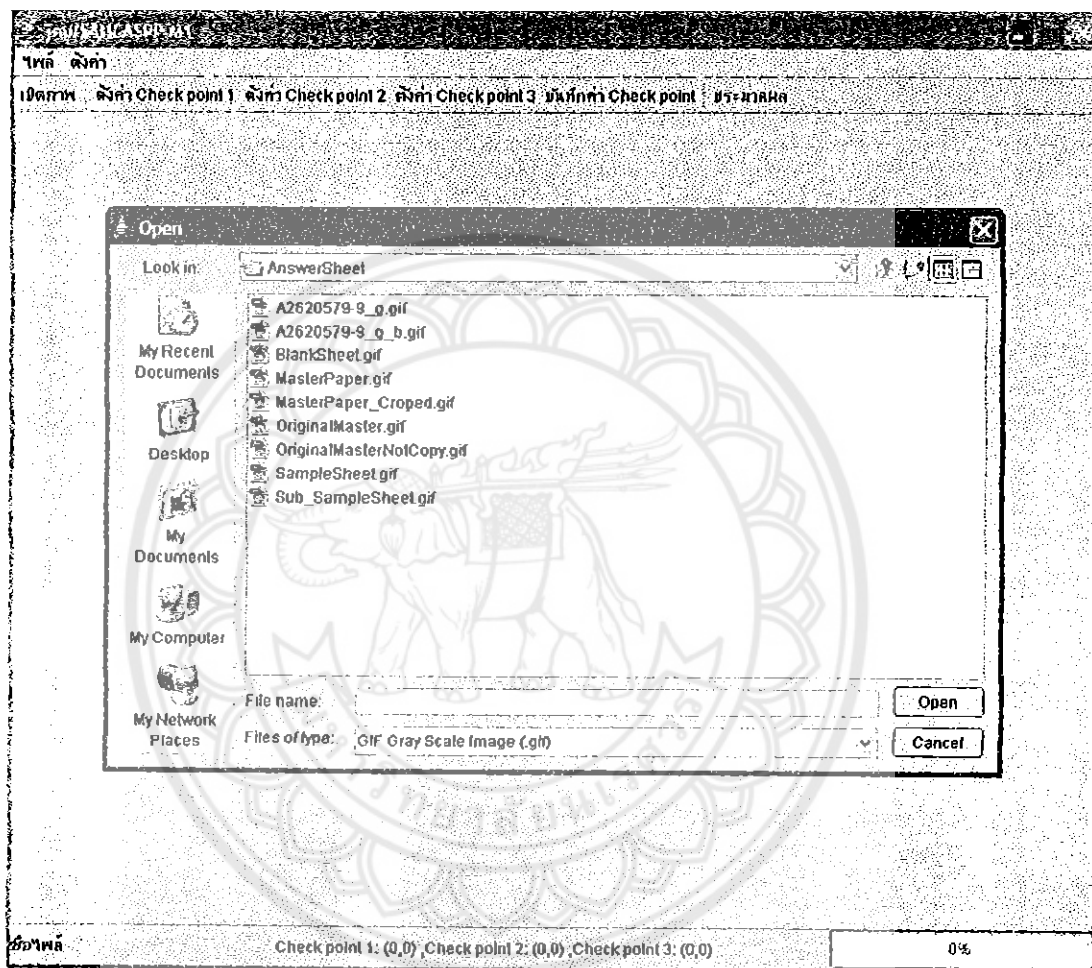 ไฟล์ ตั้งค่า
เปิดภาพ ตั้งค่า Check point 1 ตั้งค่า Check point 2 ตั้งค่า Check point 3 บันทึกค่า Check point ประมวลผล
Open
Look in: AnswerSheet
A2620579-9_g.gif
A2620579-9_g_b.gif
BlankSheet.gif
MasterPaper.gif
MasterPaper_Croped.gif
OriginalMaster.gif
OriginalMasterNotCopy.gif
SampleSheet.gif
Sub_SampleSheet.gif
My Recent
Documents
Desktop
My
Documents
My Computer
My Network
Places
File name:
Open
Files of type: GIF Gray Scale Image (.gif)
Cancel
ชื่อไฟล์ Check point 1: (0,0) ,Check point 2: (0,0) ,Check point 3: (0,0) 0%